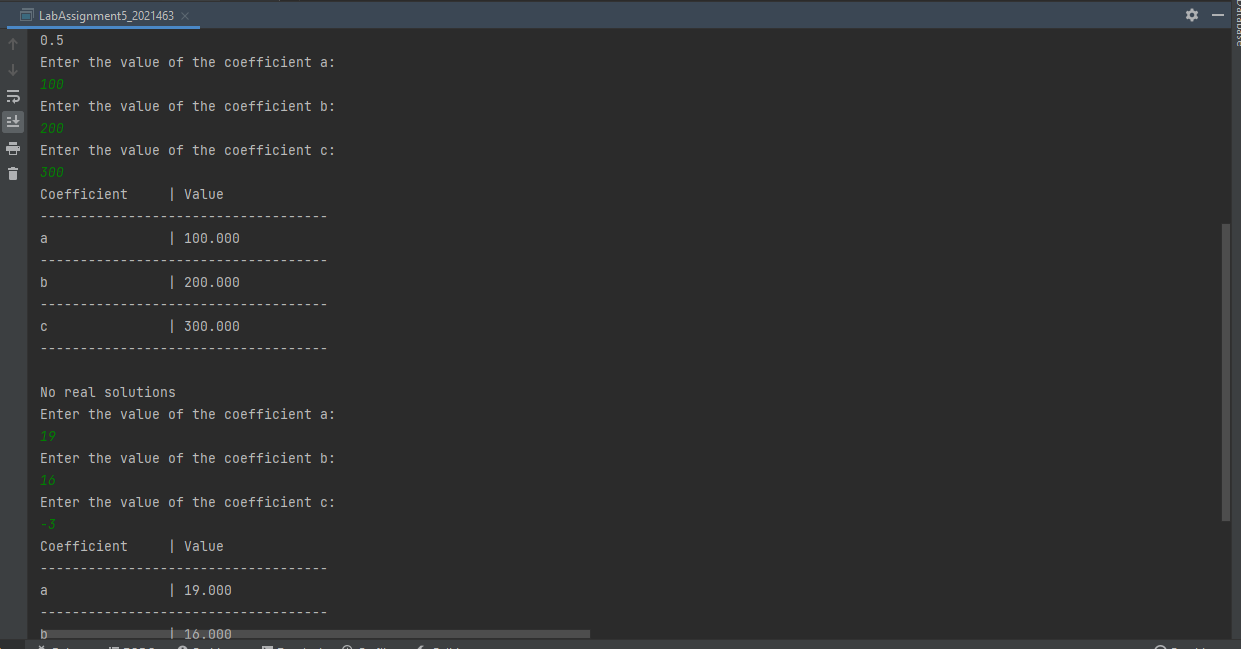 LabAssignment5_2021463
Database
0.5
Enter the value of the coefficient a:
100
Enter the value of the coefficient b:
200
Enter the value of the coefficient c:
300
Coefficient     | Value
------------------------------------
a               | 100.000
------------------------------------
b               | 200.000
------------------------------------
c               | 300.000
------------------------------------
No real solutions
Enter the value of the coefficient a:
19
Enter the value of the coefficient b:
16
Enter the value of the coefficient c:
-3
Coefficient     | Value
------------------------------------
a               | 19.000
------------------------------------
b               | 16.000